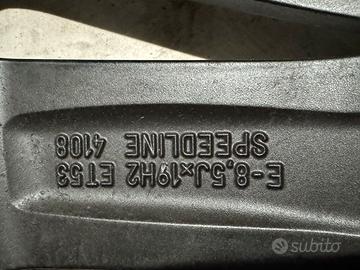 E-8,5Jx19H2 ET53
SPEEDLINE 4108
subito